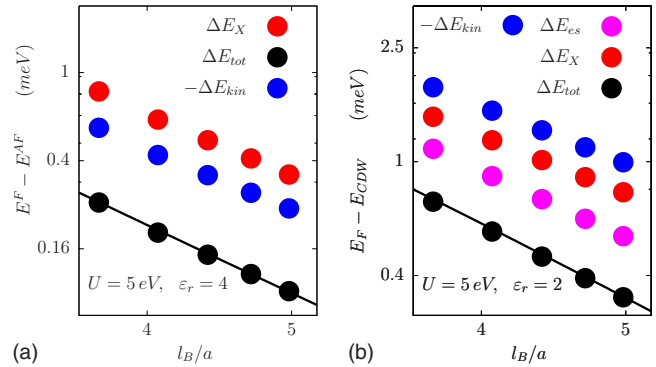 ΔE_X
ΔE_tot
−ΔE_kin
1
0.4
0.16
E^F − E^AF (meV)
U = 5 eV, ε_r = 4
4
5
l_B/a
(a)
−ΔE_kin
ΔE_es
ΔE_X
ΔE_tot
2.5
1
0.4
E_F − E_CDW (meV)
U = 5 eV, ε_r = 2
4
5
l_B/a
(b)